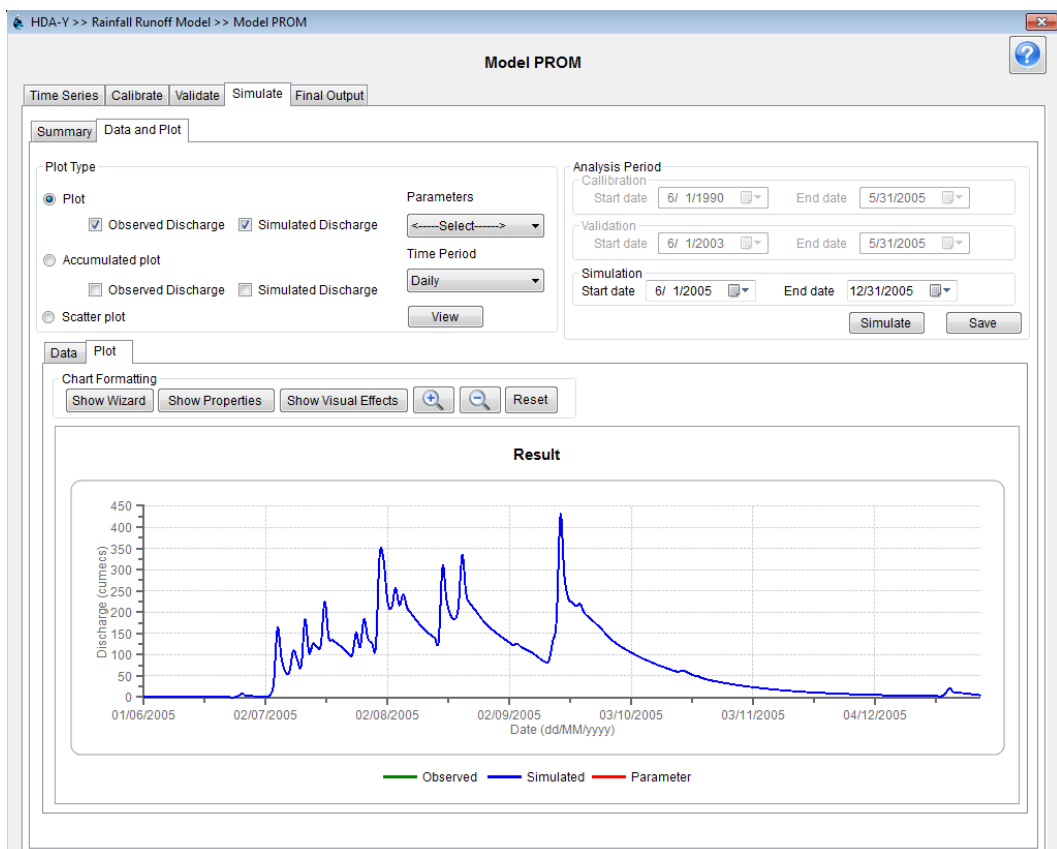 HDA-Y >> Rainfall Runoff Model >> Model PROM
Model PROM
Time Series Calibrate Validate Simulate Final Output
Summary Data and Plot
Plot Type
Plot
Observed Discharge Simulated Discharge
Accumulated plot
Observed Discharge Simulated Discharge
Scatter plot
Parameters
<-----Select------>
Time Period
Daily
View
Analysis Period
Callibration
Start date 6/ 1/1990 End date 5/31/2005
Validation
Start date 6/ 1/2003 End date 5/31/2005
Simulation
Start date 6/ 1/2005 End date 12/31/2005
Simulate Save
Data Plot
Chart Formatting
Show Wizard Show Properties Show Visual Effects Reset
Result
Discharge (cumecs)
450
400
350
300
250
200
150
100
50
0
01/06/2005 02/07/2005 02/08/2005 02/09/2005 03/10/2005 03/11/2005 04/12/2005
Date (dd/MM/yyyy)
Observed Simulated Parameter